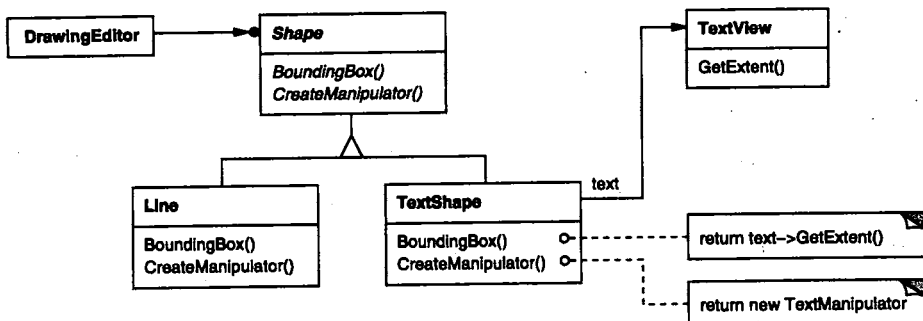 DrawingEditor
Shape
BoundingBox()
CreateManipulator()
TextView
GetExtent()
Line
BoundingBox()
CreateManipulator()
TextShape
BoundingBox()
CreateManipulator()
text
return text–>GetExtent()
return new TextManipulator